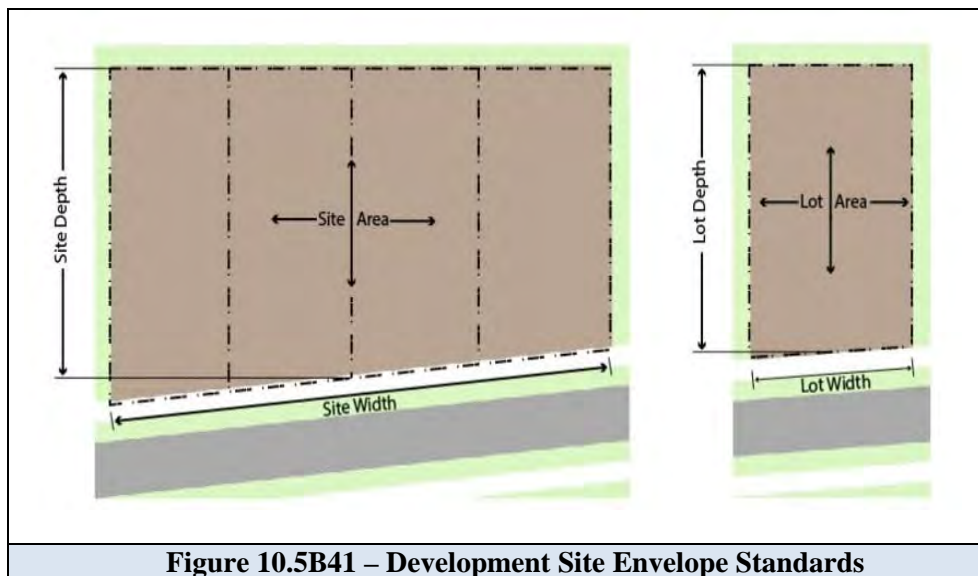 Site Depth
Site Area
Site Width
Lot Depth
Lot Area
Lot Width
Figure 10.5B41 – Development Site Envelope Standards